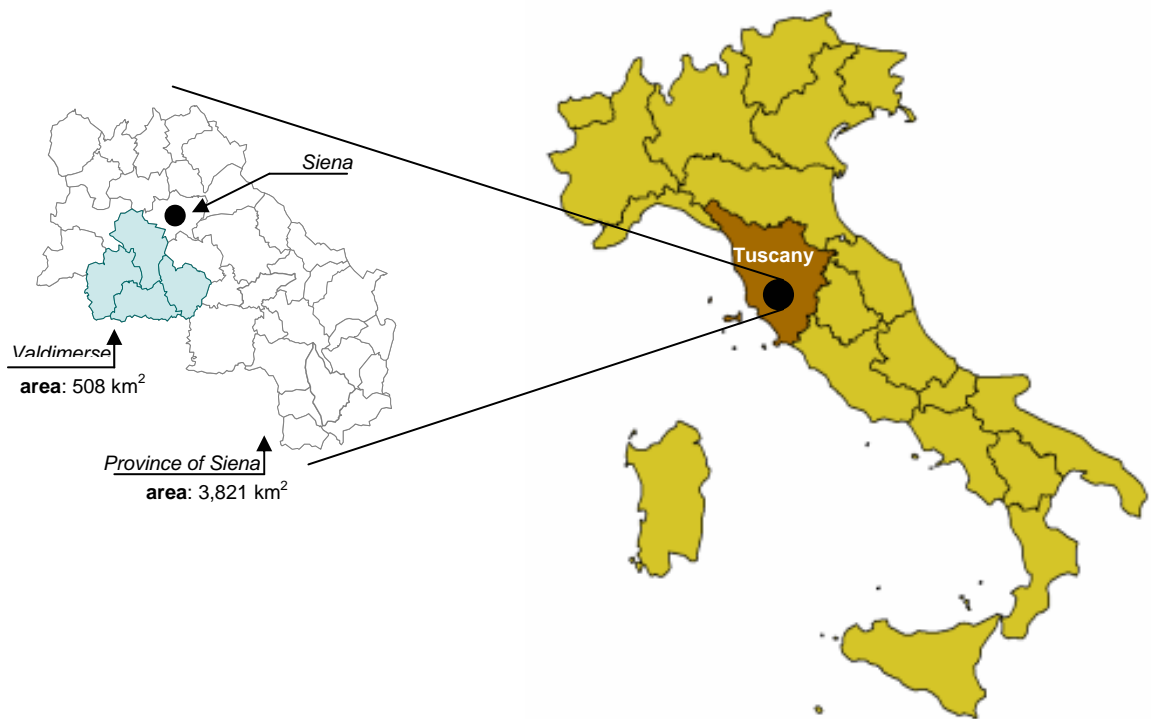 Siena
Tuscany
Valdimerse
area: 508 km²
Province of Siena
area: 3,821 km²